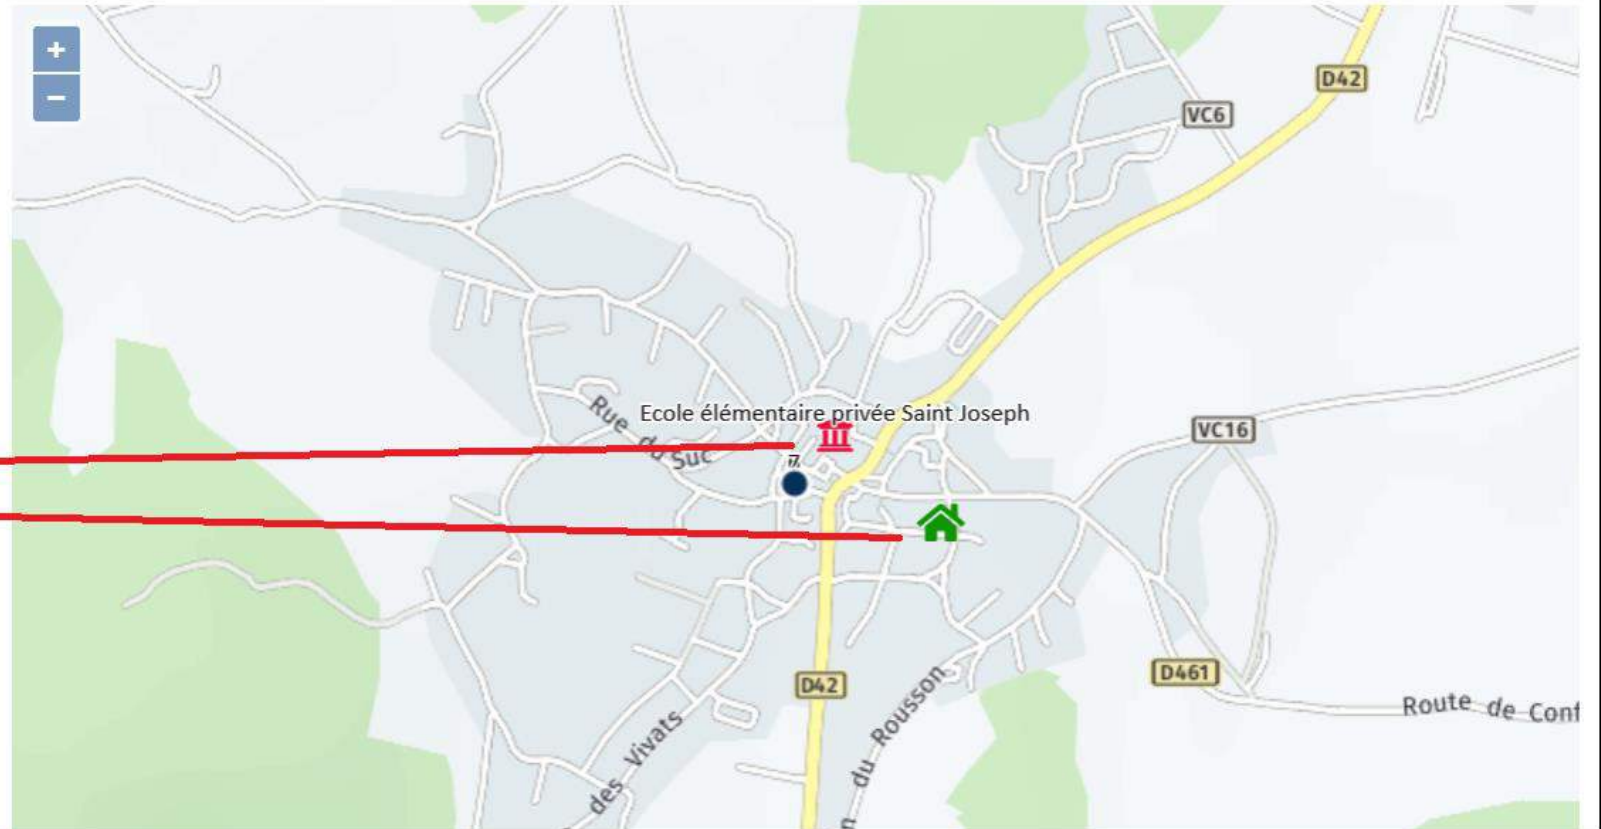 +
−
D42
VC6
Ecole élémentaire privée Saint Joseph
Rue du Suc
VC16
D42
D461
Route de Conf
des Vivats
du Rousson